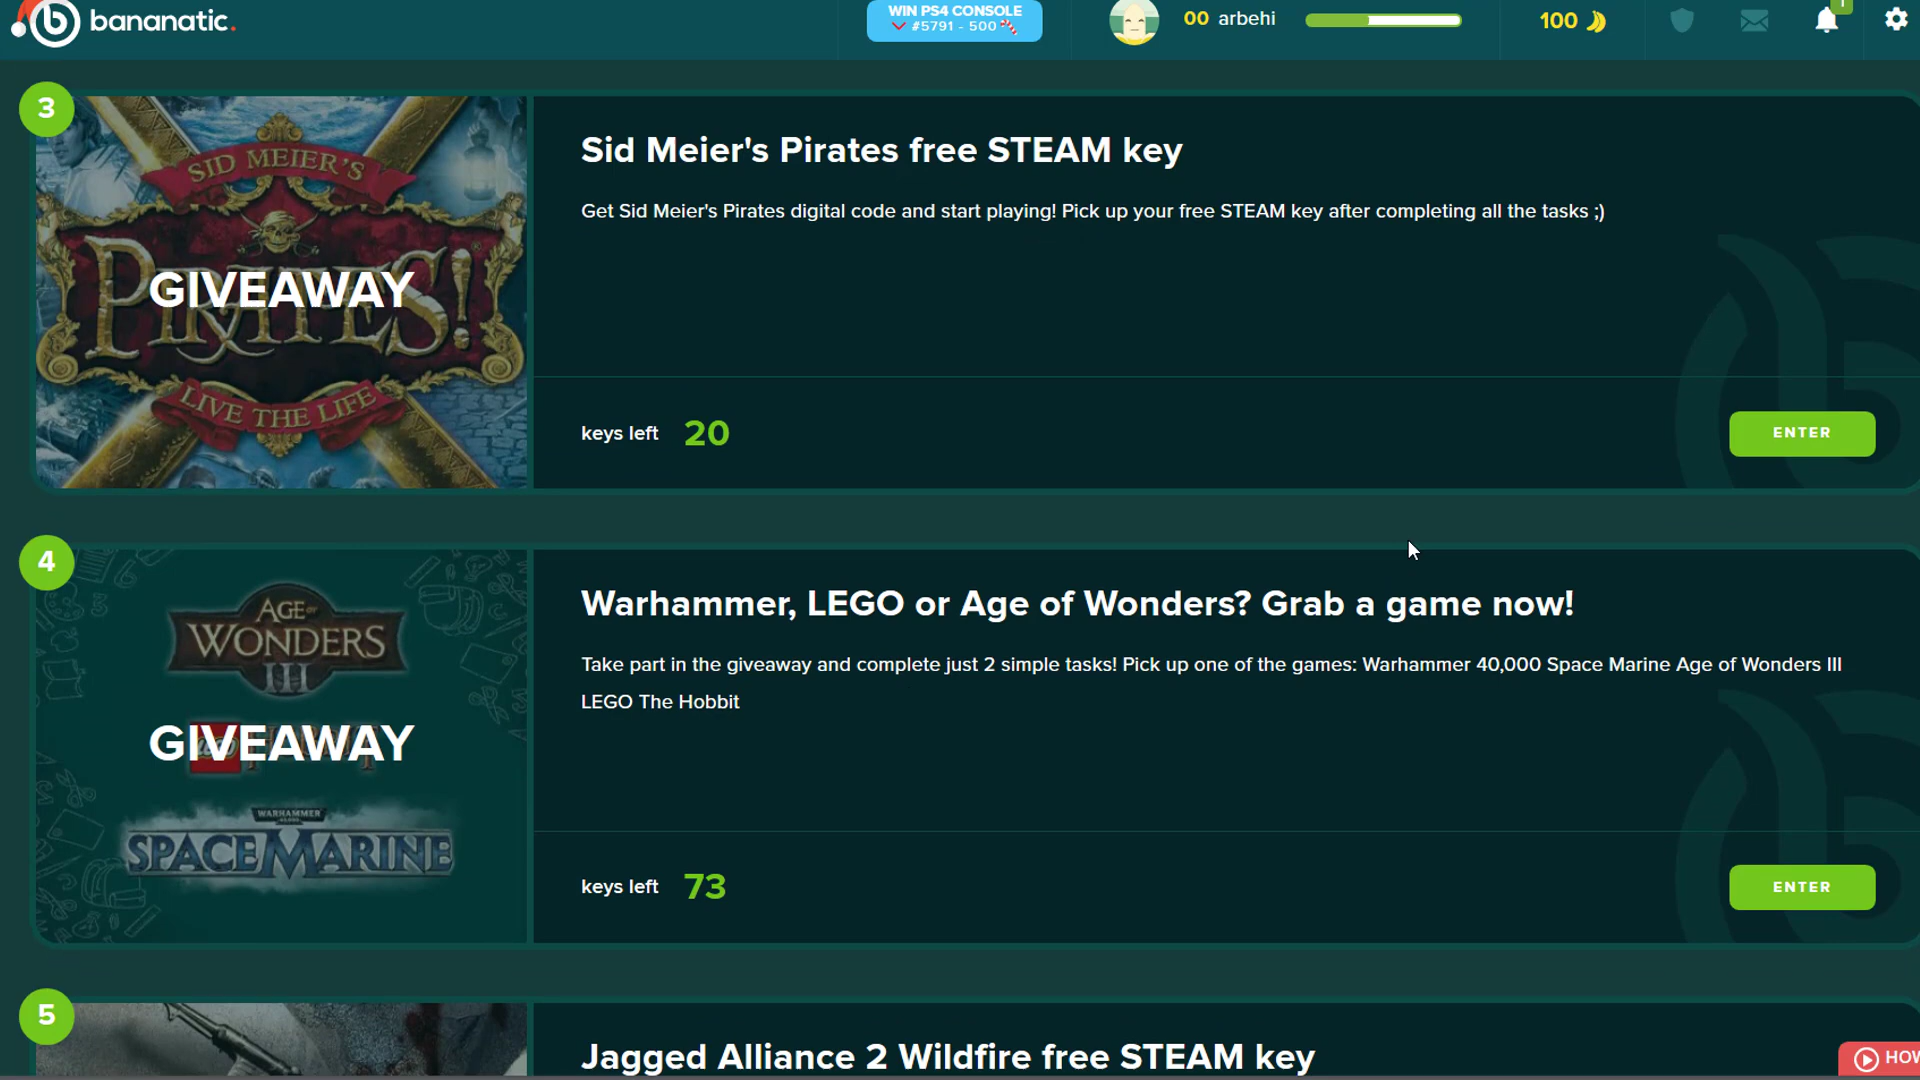 bananatic.
WIN PS4 CONSOLE
#5791 - 500
00 arbehi
100
1
3
SID MEIER'S
PIRATES!
GIVEAWAY
LIVE THE LIFE
Sid Meier's Pirates free STEAM key
Get Sid Meier's Pirates digital code and start playing! Pick up your free STEAM key after completing all the tasks ;)
keys left 20
ENTER
4
AGE OF
WONDERS
III
GIVEAWAY
WARHAMMER
40,000
SPACE MARINE
Warhammer, LEGO or Age of Wonders? Grab a game now!
Take part in the giveaway and complete just 2 simple tasks! Pick up one of the games: Warhammer 40,000 Space Marine Age of Wonders III
LEGO The Hobbit
keys left 73
ENTER
5
Jagged Alliance 2 Wildfire free STEAM key
HOW